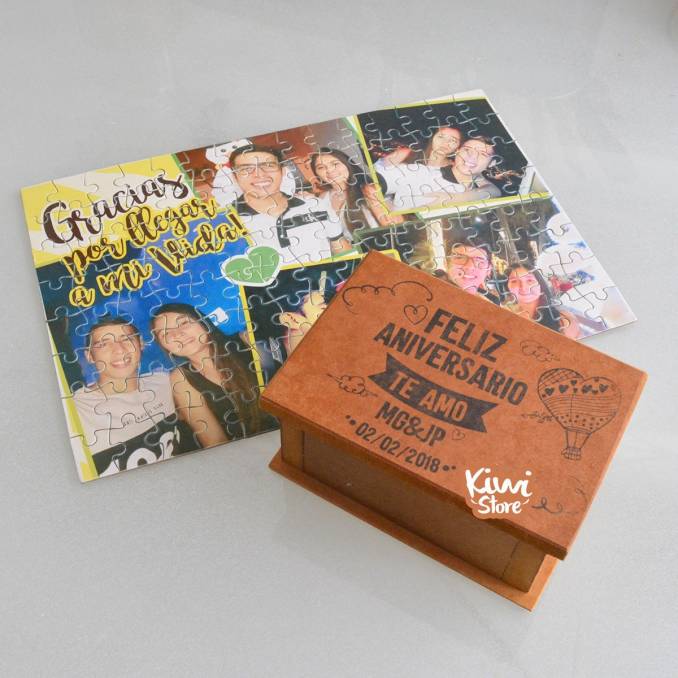 Gracias
por llegar
a mi Vida!
FELIZ
ANIVERSARIO
TE AMO
MG&JP
02/02/2018
Kiwi
Store